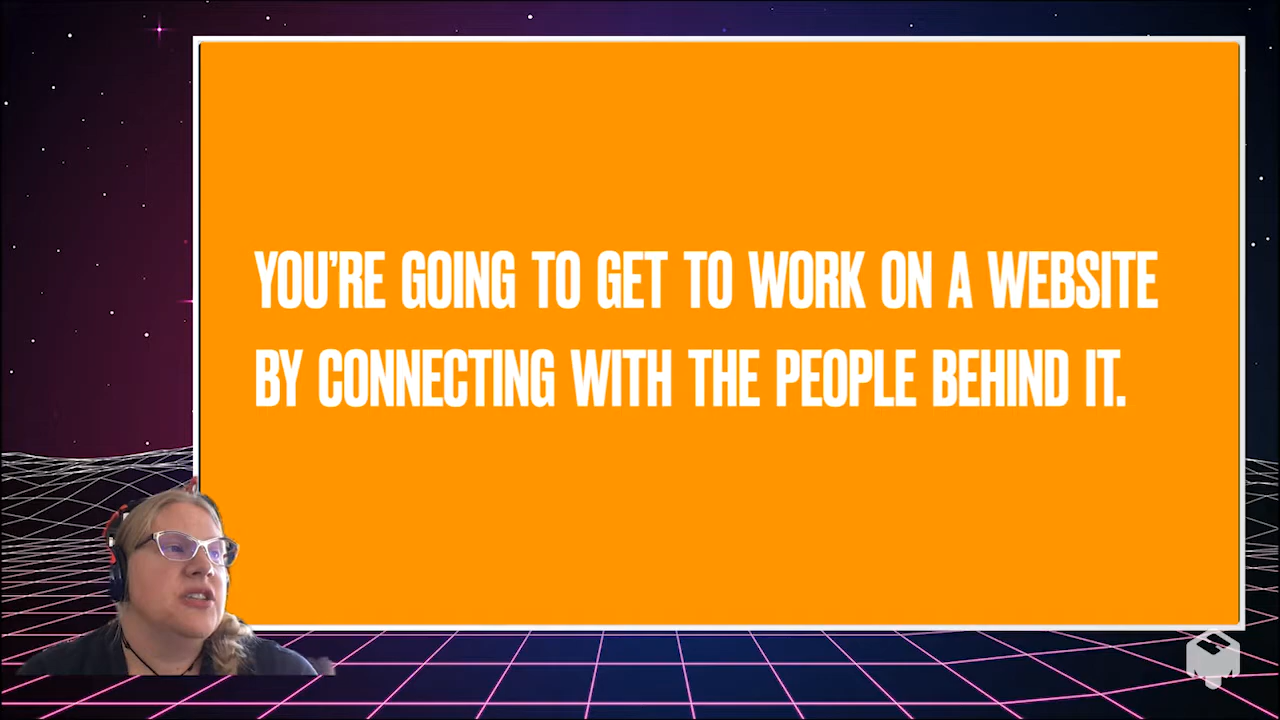 YOU'RE GOING TO GET TO WORK ON A WEBSITE
BY CONNECTING WITH THE PEOPLE BEHIND IT.